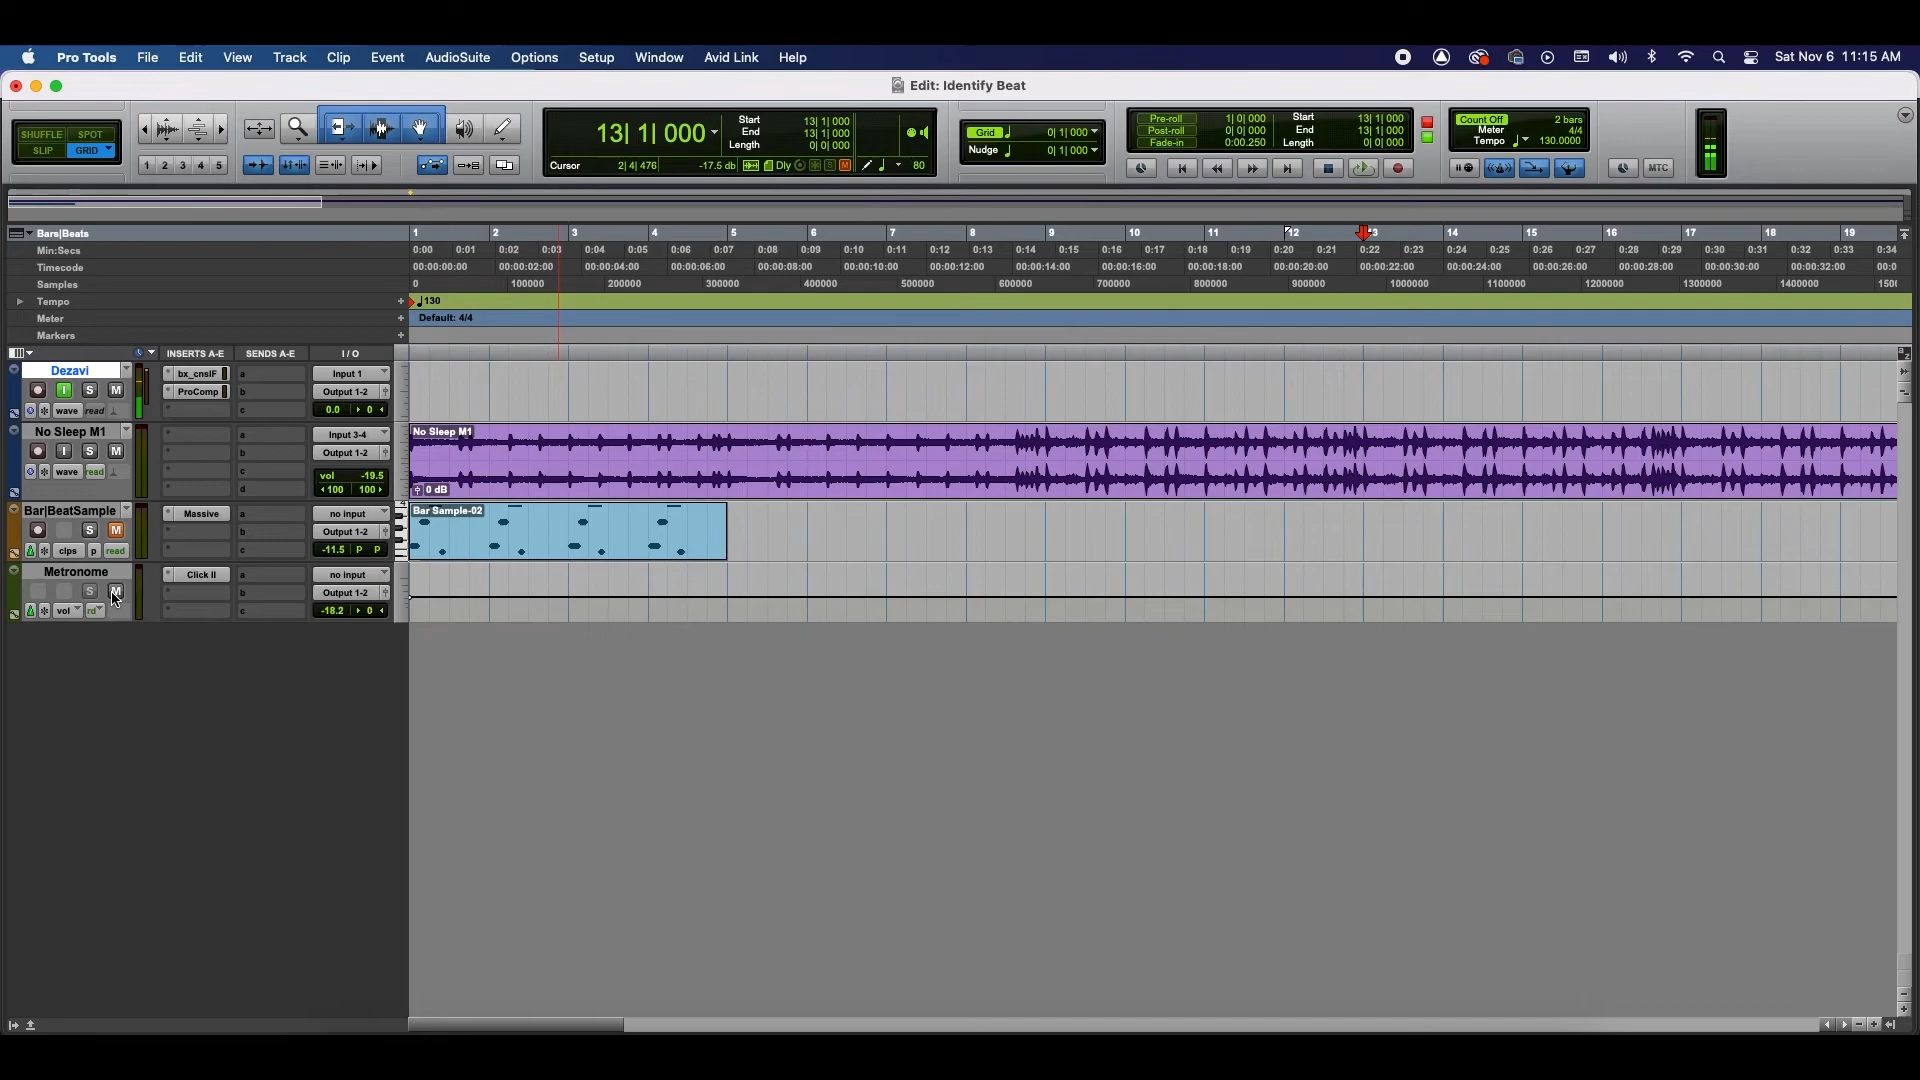 Pro Tools File Edit View Track Clip Event AudioSuite Options Setup Window Avid Link Help Sat Nov 6 11:15 AM
Edit: Identify Beat
SHUFFLE SPOT
SLIP GRID
1 2 3 4 5
13| 1| 000
Start 13| 1| 000
End 13| 1| 000
Length 0| 0| 000
Cursor 2| 4| 476 -17.5 db Dly S M 80
Grid 0| 1| 000
Nudge 0| 1| 000
Pre-roll 1| 0| 000 Start 13| 1| 000
Post-roll 0| 0| 000 End 13| 1| 000
Fade-in 0:00.250 Length 0| 0| 000
Count Off 2 bars
Meter 4/4
Tempo 130.0000
MTC
Bars|Beats 1 2 3 4 5 6 7 8 9 10 11 12 3 14 15 16 17 18 19
Min:Secs 0:00 0:01 0:02 0:03 0:04 0:05 0:06 0:07 0:08 0:09 0:10 0:11 0:12 0:13 0:14 0:15 0:16 0:17 0:18 0:19 0:20 0:21 0:22 0:23 0:24 0:25 0:26 0:27 0:28 0:29 0:30 0:31 0:32 0:33 0:34
Timecode 00:00:00:00 00:00:02:00 00:00:04:00 00:00:06:00 00:00:08:00 00:00:10:00 00:00:12:00 00:00:14:00 00:00:16:00 00:00:18:00 00:00:20:00 00:00:22:00 00:00:24:00 00:00:26:00 00:00:28:00 00:00:30:00 00:00:32:00 00:0
Samples 0 100000 200000 300000 400000 500000 600000 700000 800000 900000 1000000 1100000 1200000 1300000 1400000 1500
Tempo + 130
Meter + Default: 4/4
Markers +
INSERTS A-E SENDS A-E I / O
Dezavi bx_cnslF a Input 1
I S M ProComp b Output 1-2
wave read c 0.0 0
No Sleep M1 a Input 3-4 No Sleep M1
I S M b Output 1-2
wave read c vol -19.5
d 100 100 0 dB
Bar|BeatSample Massive a no input Bar Sample-02
S M b Output 1-2
clps p read c -11.5 P P
Metronome Click II a no input
S M b Output 1-2
vol rd c -18.2 0